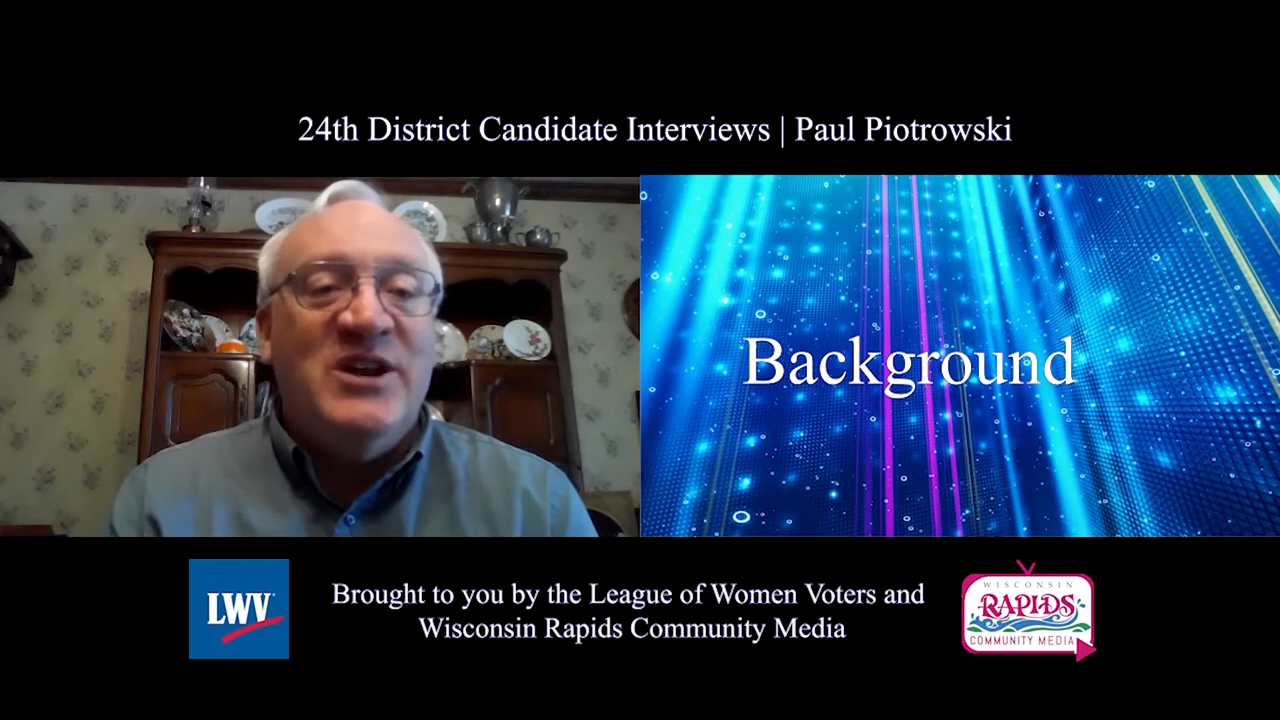 24th District Candidate Interviews | Paul Piotrowski
Background
LWV
Brought to you by the League of Women Voters and
Wisconsin Rapids Community Media
WISCONSIN
RAPIDS
COMMUNITY MEDIA